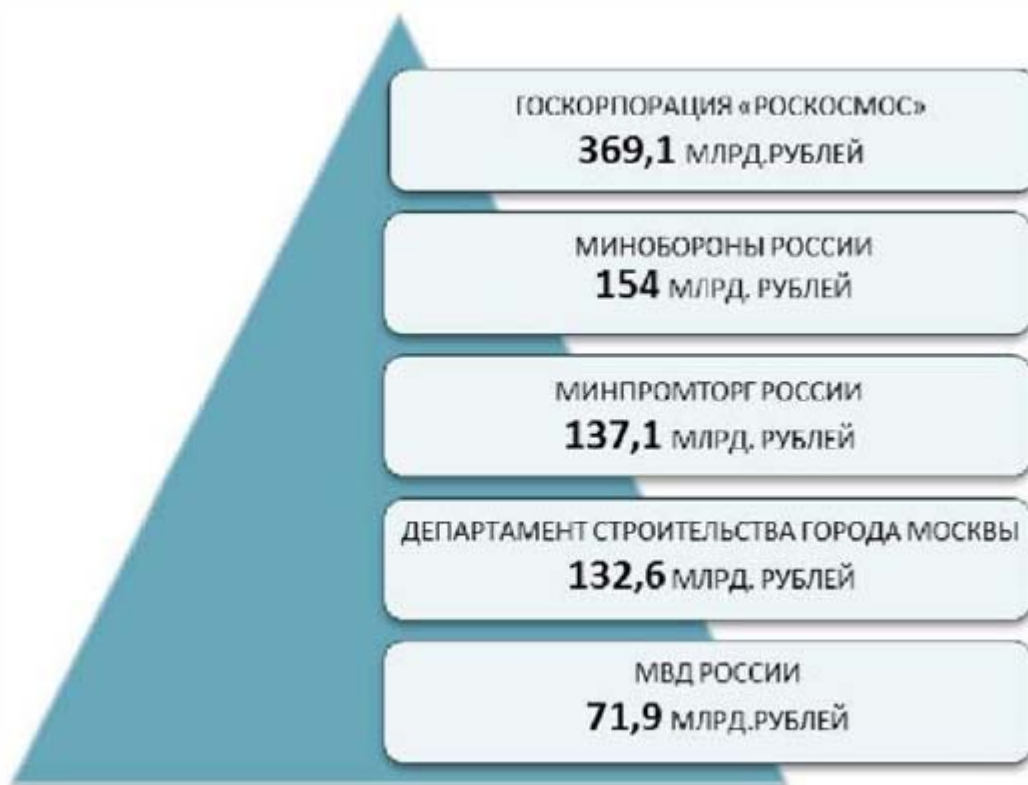 ГОСКОРПОРАЦИЯ «РОСКОСМОС»
369,1 МЛРД.РУБЛЕЙ
МИНОБОРОНЫ РОССИИ
154 МЛРД. РУБЛЕЙ
МИНПРОМТОРГ РОССИИ
137,1 МЛРД. РУБЛЕЙ
ДЕПАРТАМЕНТ СТРОИТЕЛЬСТВА ГОРОДА МОСКВЫ
132,6 МЛРД. РУБЛЕЙ
МВД РОССИИ
71,9 МЛРД.РУБЛЕЙ